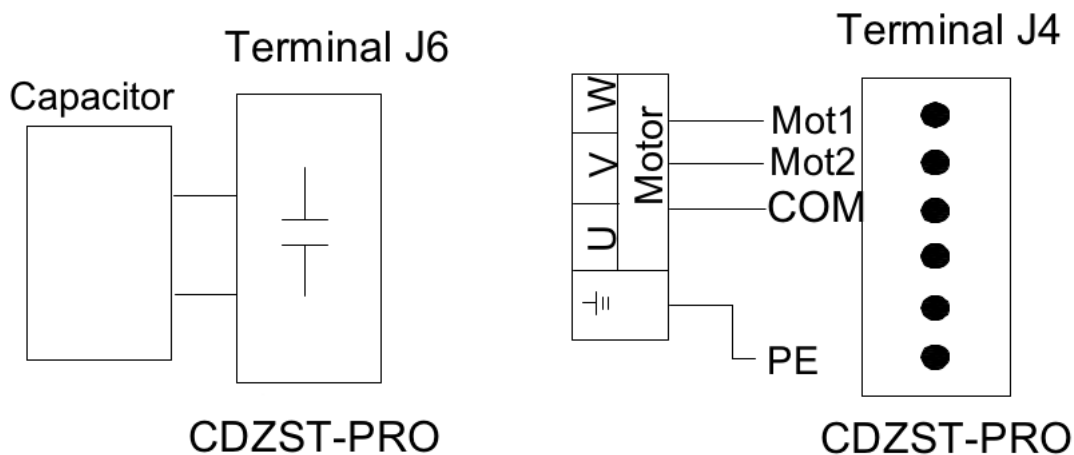 Terminal J6
Capacitor
CDZST-PRO
Terminal J4
W
V
U
Motor
Mot1
Mot2
COM
PE
CDZST-PRO